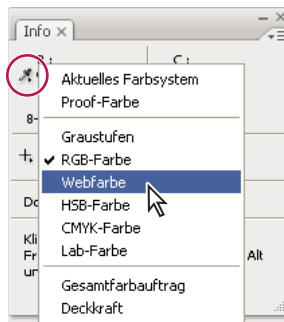 Info ×
C :
8-
Aktuelles Farbsystem
Proof-Farbe
Graustufen
✔ RGB-Farbe
Webfarbe
HSB-Farbe
CMYK-Farbe
Lab-Farbe
Gesamtfarbauftrag
Deckkraft
Do
Kli
Fr
Alt
un